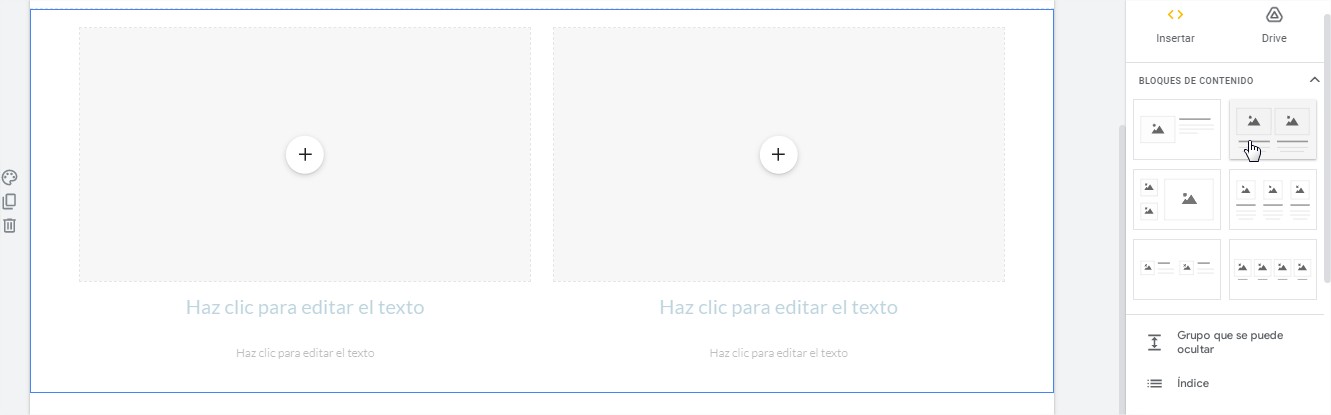 Insertar
Drive
BLOQUES DE CONTENIDO
Haz clic para editar el texto
Haz clic para editar el texto
Haz clic para editar el texto
Haz clic para editar el texto
Grupo que se puede
ocultar
Índice